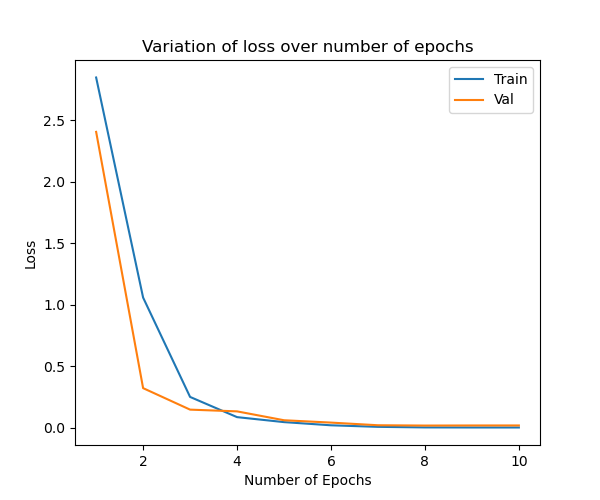 Variation of loss over number of epochs
Train
Val
2.5
2.0
1.5
1.0
0.5
0.0
Loss
2 4 6 8 10
Number of Epochs